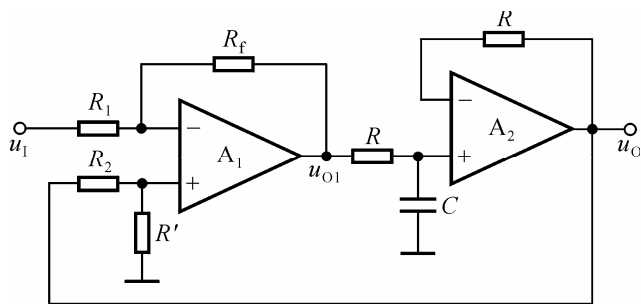 R_f
R
R_1
−
−
u_I
A_1
R
A_2
R_2
u_O1
u_O
+
+
R′
C